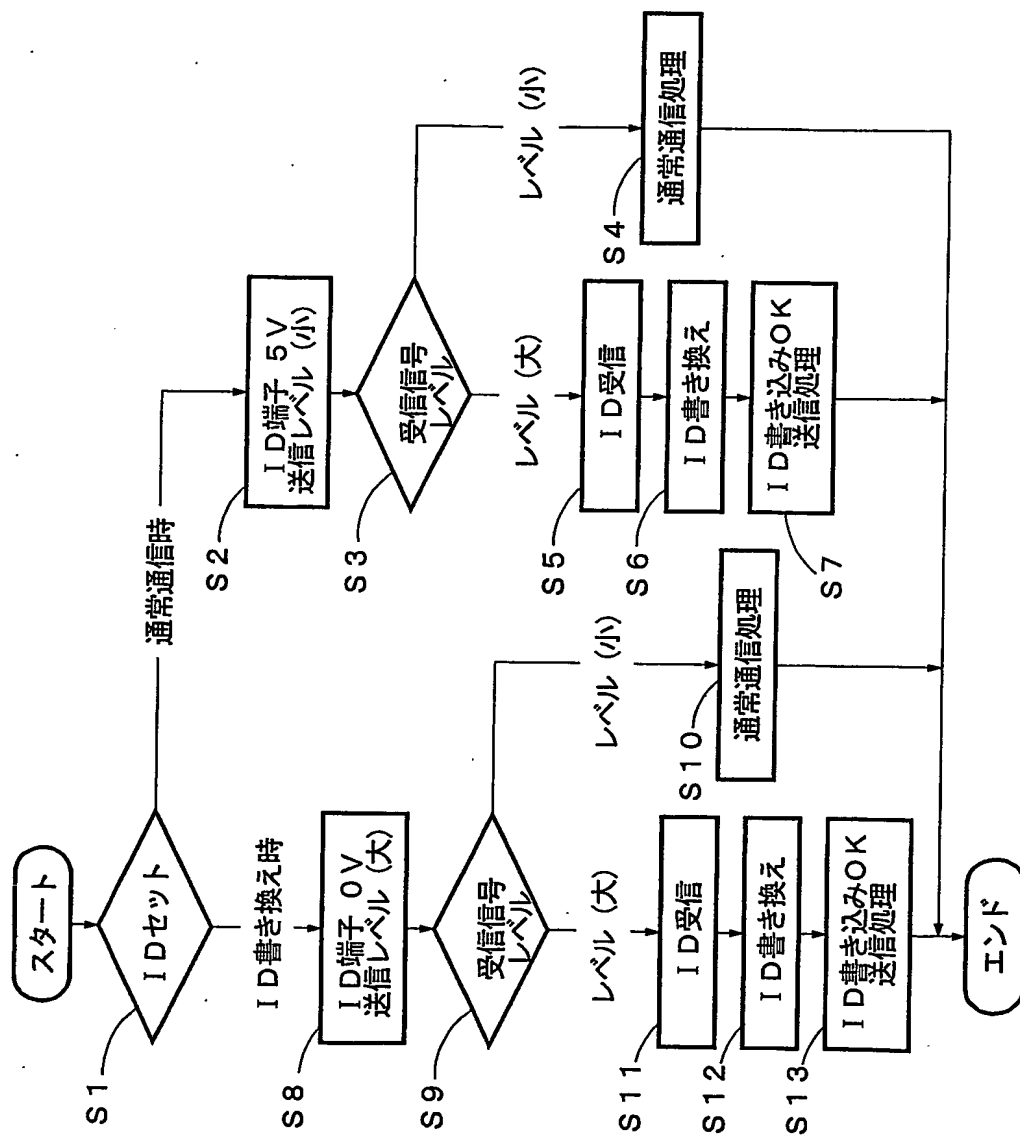 スタート
S1
IDセット
通常通信時
ID書き換え時
S2
ID端子 5V
送信レベル(小)
S3
受信信号
レベル
レベル(小)
S4
通常通信処理
レベル(大)
S5
ID受信
S6
ID書き換え
S7
ID書き込みOK
送信処理
S8
ID端子 0V
送信レベル(大)
S9
受信信号
レベル
レベル(小)
S10
通常通信処理
レベル(大)
S11
ID受信
S12
ID書き換え
S13
ID書き込みOK
送信処理
エンド